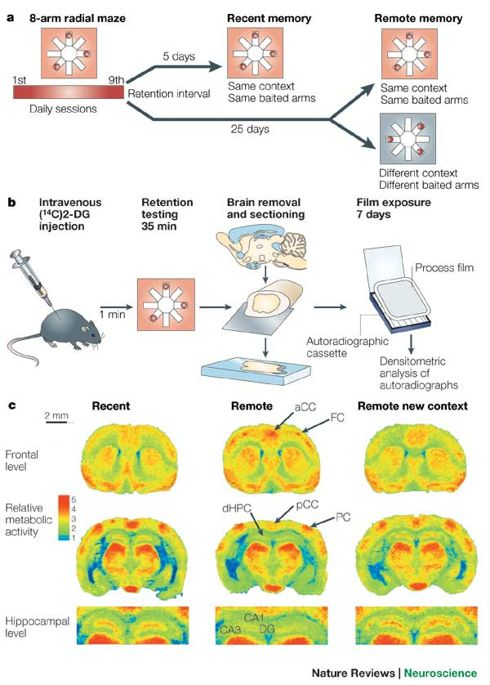 a
8-arm radial maze
Recent memory
Remote memory
5 days
1st
9th
Retention interval
Daily sessions
Same context
Same baited arms
Same context
Same baited arms
25 days
Different context
Different baited arms
b
Intravenous
(14C)2-DG
injection
Retention
testing
35 min
Brain removal
and sectioning
Film exposure
7 days
1 min
Process film
Autoradiographic
cassette
Densitometric
analysis of
autoradiographs
c
2 mm
Recent
Remote
Remote new context
aCC
FC
Frontal
level
Relative
metabolic
activity
5
4
3
2
1
dHPC
pCC
PC
Hippocampal
level
CA1
CA3
DG
Nature Reviews | Neuroscience